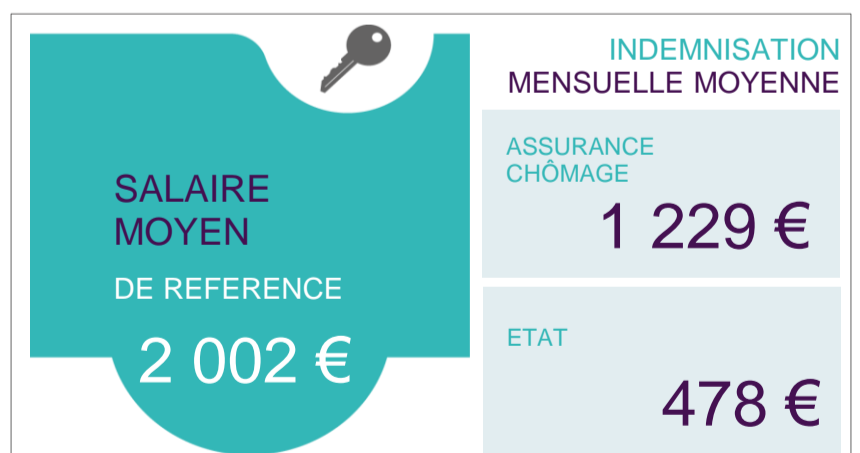 SALAIRE
MOYEN
DE REFERENCE
2 002 €
INDEMNISATION
MENSUELLE MOYENNE
ASSURANCE
CHÔMAGE
1 229 €
ETAT
478 €